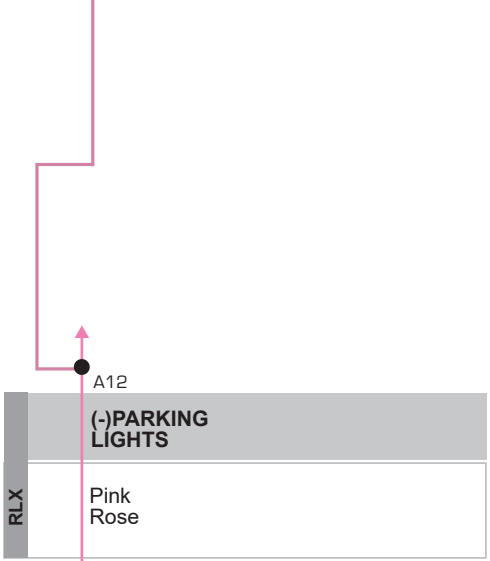 A12
(-)PARKING
LIGHTS
RLX
Pink
Rose